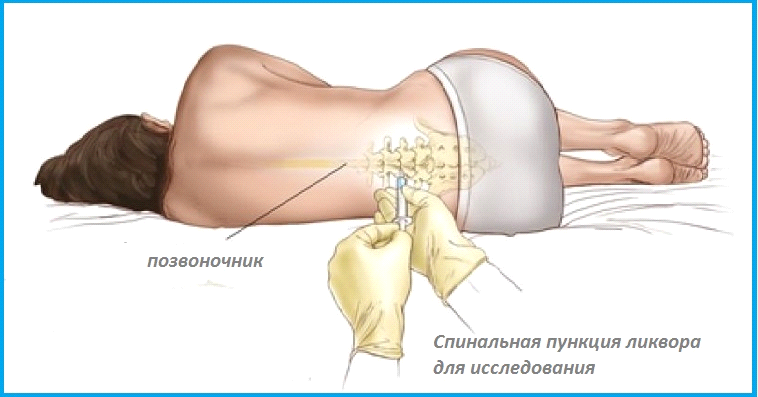 позвоночник
Спинальная пункция ликвора
для исследования